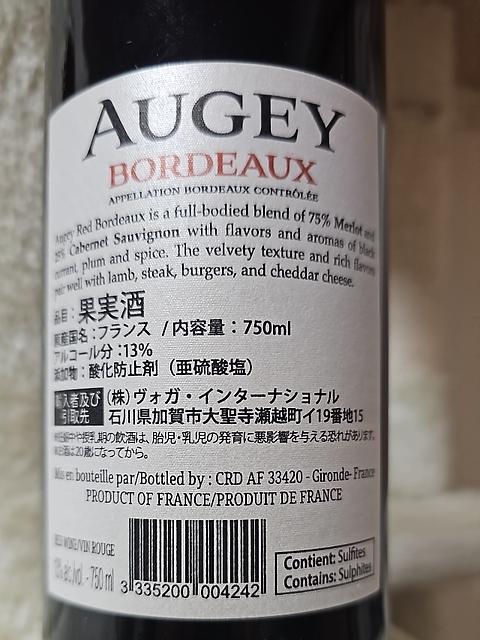 AUGEY
BORDEAUX
APPELLATION BORDEAUX CONTRÔLÉE
Augey Red Bordeaux is a full-bodied blend of 75% Merlot and
25% Cabernet Sauvignon with flavors and aromas of black
currant, plum and spice. The velvety texture and rich flavors
pair well with lamb, steak, burgers, and cheddar cheese.
品目：果実酒
原産国名：フランス / 内容量：750ml
アルコール分：13%
添加物：酸化防止剤（亜硫酸塩）
輸入者及び (株)ヴォガ・インターナショナル
引取先 石川県加賀市大聖寺瀬越町イ19番地15
妊娠中や授乳期の飲酒は、胎児・乳児の発育に悪影響を与える恐れがあります。
飲酒は20歳になってから。
Mis en bouteille par/Bottled by : CRD AF 33420 - Gironde- France
PRODUCT OF FRANCE/PRODUIT DE FRANCE
RED WINE/VIN ROUGE
13% alc./vol. - 750 ml
3 335200 004242
Contient: Sulfites
Contains: Sulphites